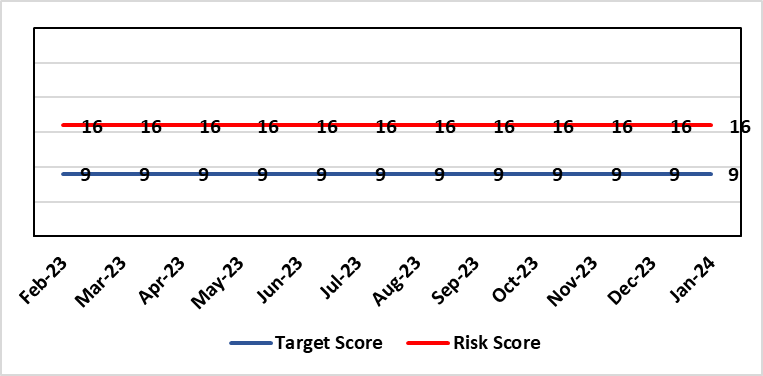 16 16 16 16 16 16 16 16 16 16 16 16
9 9 9 9 9 9 9 9 9 9 9 9
Feb-23 Mar-23 Apr-23 May-23 Jun-23 Jul-23 Aug-23 Sep-23 Oct-23 Nov-23 Dec-23 Jan-24
Target Score Risk Score